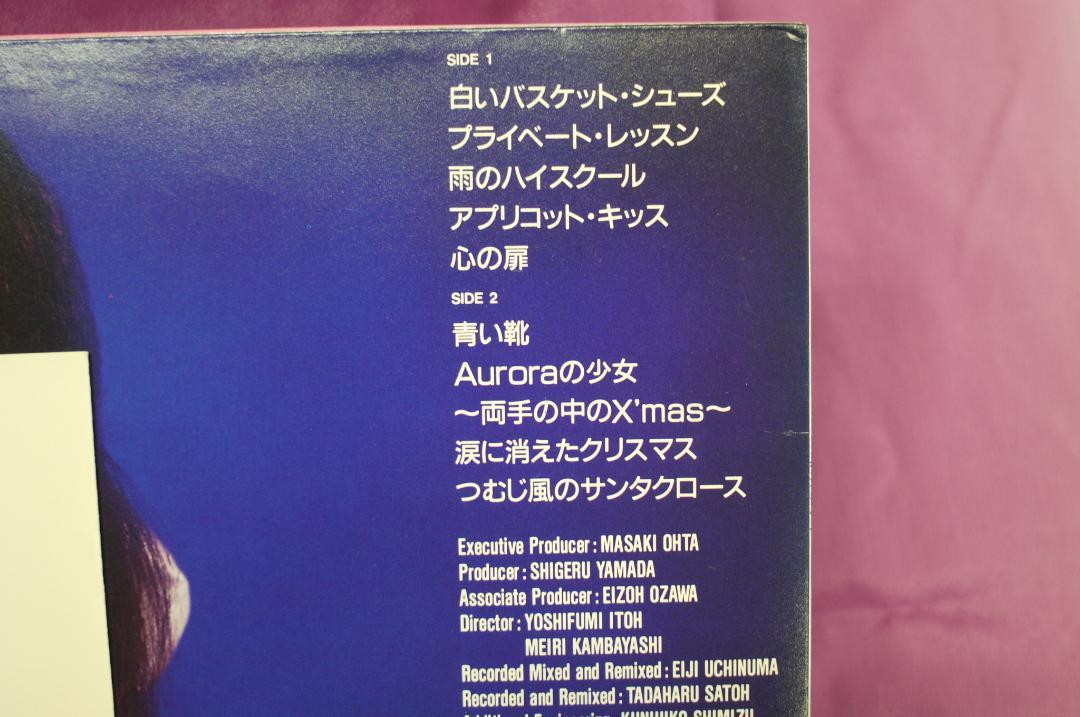 SIDE 1
白いバスケット・シューズ
プライベート・レッスン
雨のハイスクール
アプリコット・キッス
心の扉
SIDE 2
青い靴
Auroraの少女
〜両手の中のX'mas〜
涙に消えたクリスマス
つむじ風のサンタクロース
Executive Producer : MASAKI OHTA
Producer : SHIGERU YAMADA
Associate Producer : EIZOH OZAWA
Director : YOSHIFUMI ITOH
MEIRI KAMBAYASHI
Recorded Mixed and Remixed : EIJI UCHINUMA
Recorded and Remixed : TADAHARU SATOH
Additional Engineering : KUNIHIKO SHIMIZU